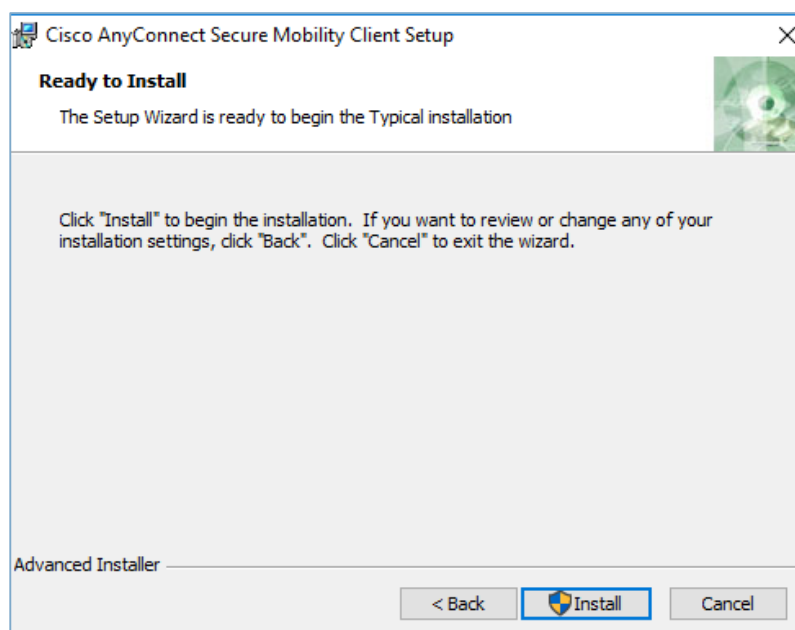 Cisco AnyConnect Secure Mobility Client Setup
Ready to Install
The Setup Wizard is ready to begin the Typical installation
Click "Install" to begin the installation.  If you want to review or change any of your
installation settings, click "Back".  Click "Cancel" to exit the wizard.
Advanced Installer
< Back
Install
Cancel